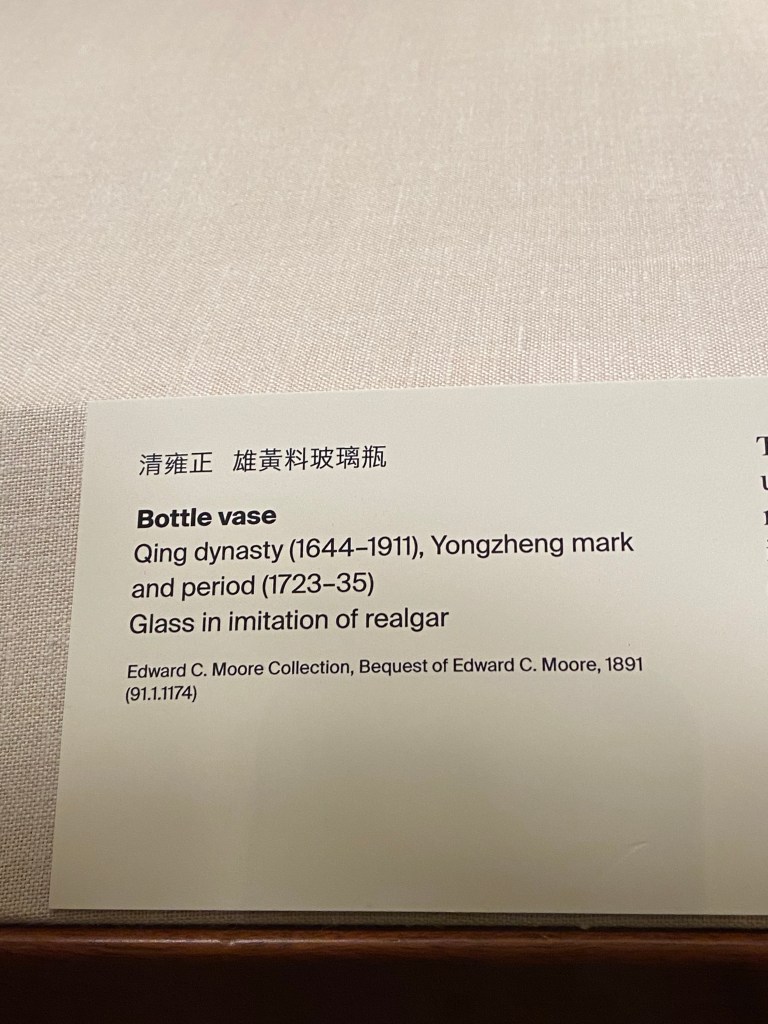 清雍正 雄黃料玻璃瓶
Bottle vase
Qing dynasty (1644–1911), Yongzheng mark
and period (1723–35)
Glass in imitation of realgar
Edward C. Moore Collection, Bequest of Edward C. Moore, 1891
(91.1.1174)